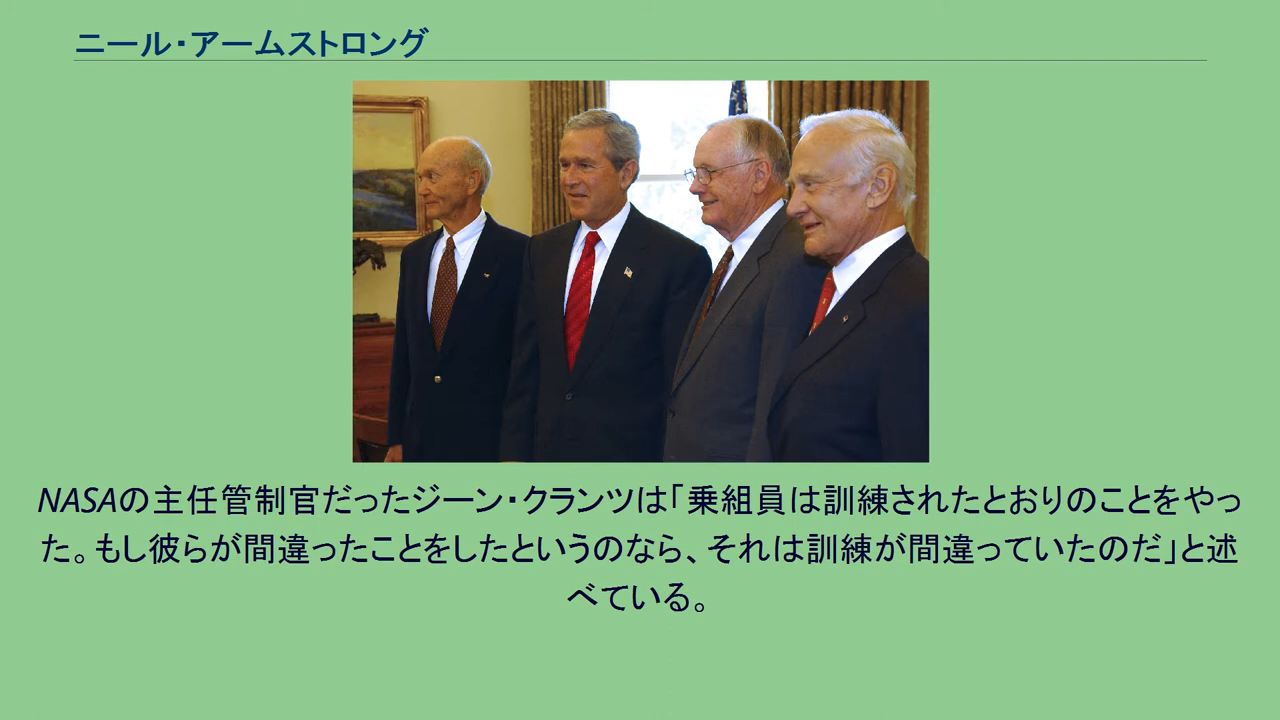 ニール・アームストロング
NASAの主任管制官だったジーン・クランツは「乗組員は訓練されたとおりのことをやっ
た。もし彼らが間違ったことをしたというのなら、それは訓練が間違っていたのだ」と述
べている。